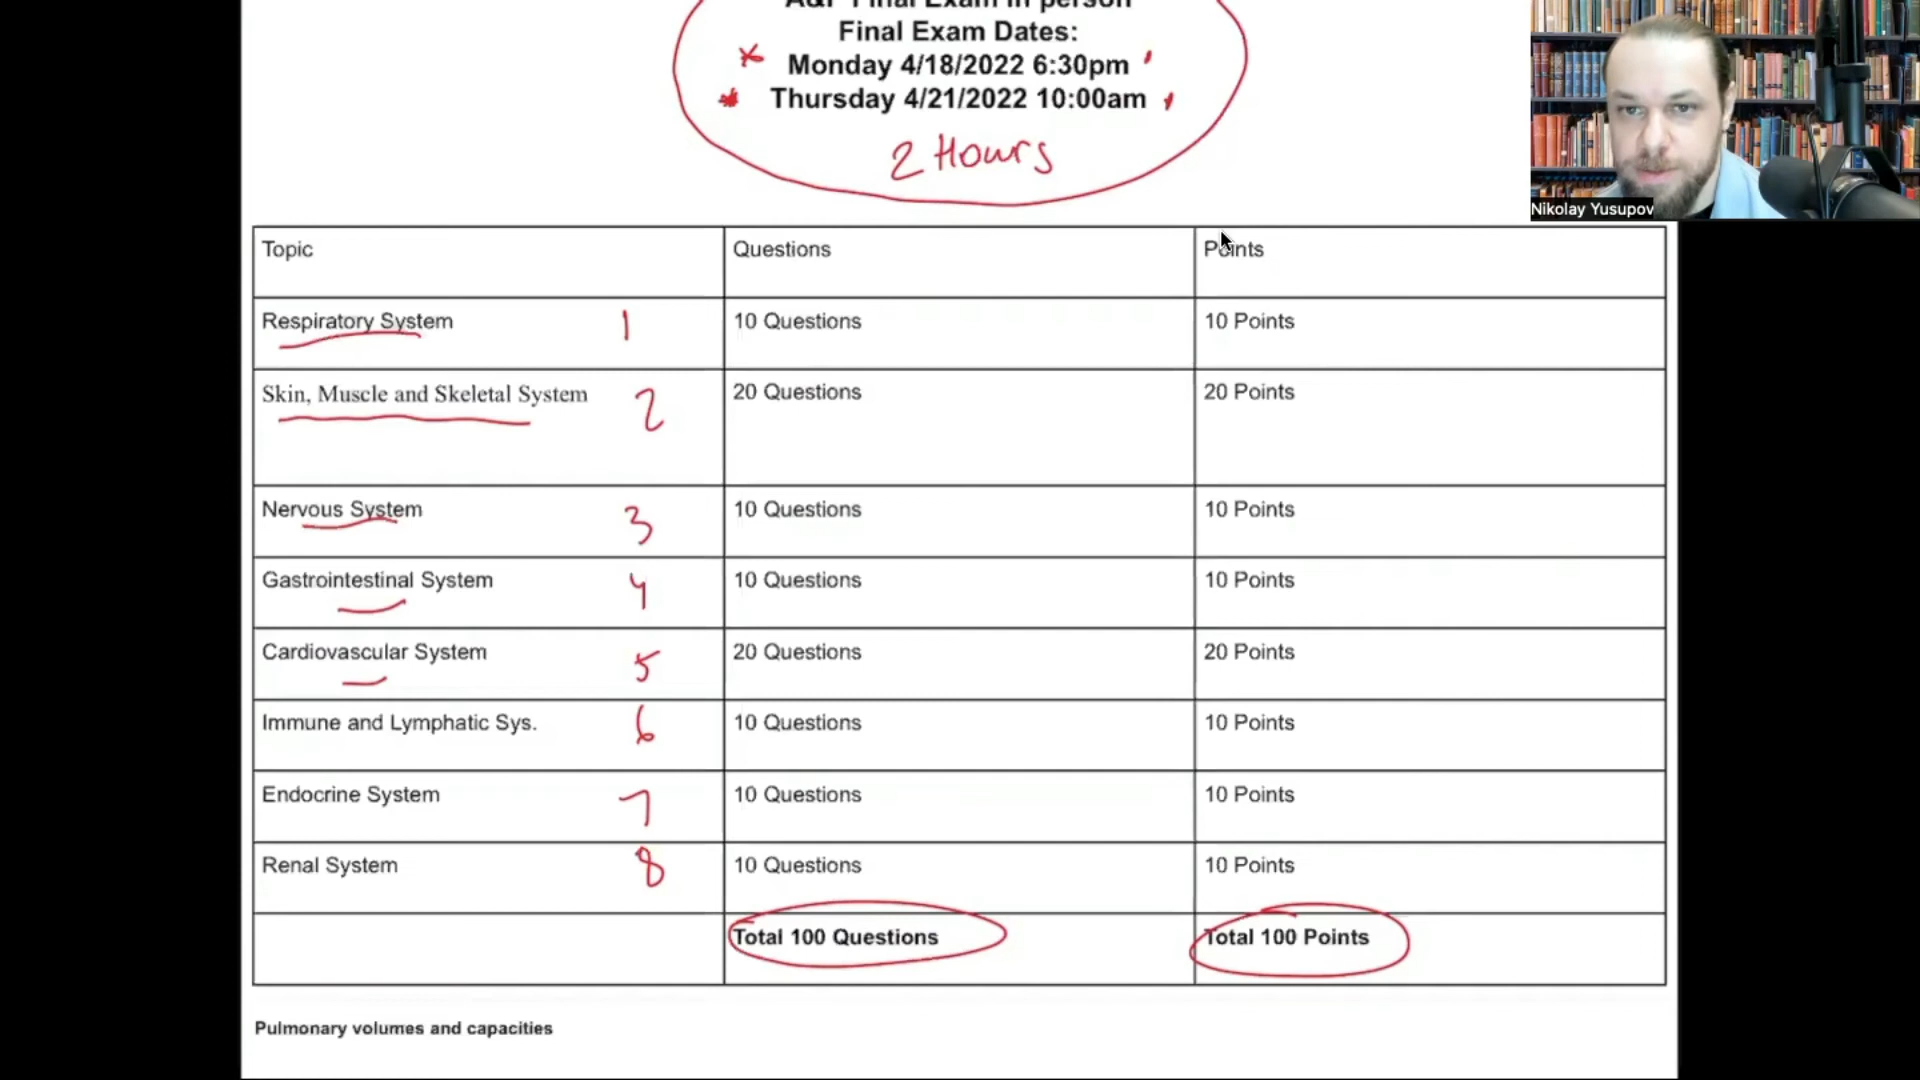 A&P Final Exam in person
Final Exam Dates:
Monday 4/18/2022 6:30pm
Thursday 4/21/2022 10:00am
2 Hours
Nikolay Yusupov
Topic Questions Points
Respiratory System 1 10 Questions 10 Points
Skin, Muscle and Skeletal System 2 20 Questions 20 Points
Nervous System 3 10 Questions 10 Points
Gastrointestinal System 4 10 Questions 10 Points
Cardiovascular System 5 20 Questions 20 Points
Immune and Lymphatic Sys. 6 10 Questions 10 Points
Endocrine System 7 10 Questions 10 Points
Renal System 8 10 Questions 10 Points
Total 100 Questions Total 100 Points
Pulmonary volumes and capacities